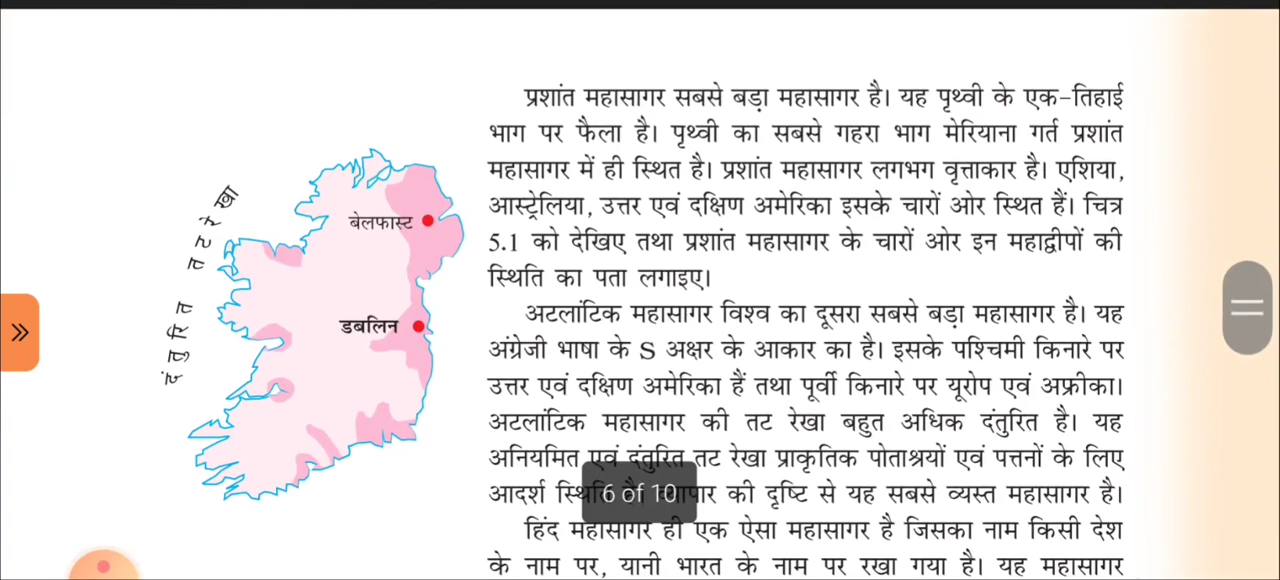 प्रशांत महासागर सबसे बड़ा महासागर है। यह पृथ्वी के एक-तिहाई
भाग पर फैला है। पृथ्वी का सबसे गहरा भाग मेरियाना गर्त प्रशांत
महासागर में ही स्थित है। प्रशांत महासागर लगभग वृत्ताकार है। एशिया,
आस्ट्रेलिया, उत्तर एवं दक्षिण अमेरिका इसके चारों ओर स्थित हैं। चित्र
5.1 को देखिए तथा प्रशांत महासागर के चारों ओर इन महाद्वीपों की
स्थिति का पता लगाइए।
अटलांटिक महासागर विश्व का दूसरा सबसे बड़ा महासागर है। यह
अंग्रेजी भाषा के S अक्षर के आकार का है। इसके पश्चिमी किनारे पर
उत्तर एवं दक्षिण अमेरिका हैं तथा पूर्वी किनारे पर यूरोप एवं अफ्रीका।
अटलांटिक महासागर की तट रेखा बहुत अधिक दंतुरित है। यह
अनियमित एवं दंतुरित तट रेखा प्राकृतिक पोताश्रयों एवं पत्तनों के लिए
आदर्श स्थिति है। व्यापार की दृष्टि से यह सबसे व्यस्त महासागर है।
हिंद महासागर ही एक ऐसा महासागर है जिसका नाम किसी देश
के नाम पर, यानी भारत के नाम पर रखा गया है। यह महासागर
दंतुरित तटरेखा
बेलफास्ट
डबलिन
6 of 10